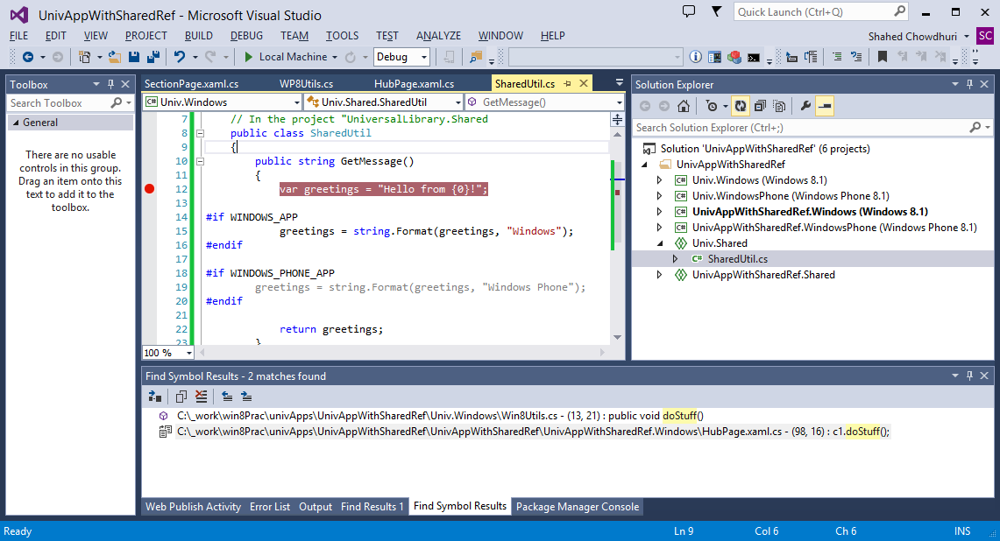 UnivAppWithSharedRef - Microsoft Visual Studio
Quick Launch (Ctrl+Q)
FILE EDIT VIEW PROJECT BUILD DEBUG TEAM TOOLS TEST ANALYZE WINDOW HELP
Shahed Chowdhuri SC
Local Machine Debug
Toolbox
Search Toolbox
General
There are no usable
controls in this group.
Drag an item onto this
text to add it to the
toolbox.
SectionPage.xaml.cs WP8Utils.cs HubPage.xaml.cs SharedUtil.cs
C# Univ.Windows Univ.Shared.SharedUtil GetMessage()
7 // In the project "UniversalLibrary.Shared
8 public class SharedUtil
9 {
10 public string GetMessage()
11 {
12 var greetings = "Hello from {0}!";
13
14 #if WINDOWS_APP
15 greetings = string.Format(greetings, "Windows");
16 #endif
17
18 #if WINDOWS_PHONE_APP
19 greetings = string.Format(greetings, "Windows Phone");
20 #endif
21
22 return greetings;
23 }
100 %
Solution Explorer
Search Solution Explorer (Ctrl+;)
Solution 'UnivAppWithSharedRef' (6 projects)
UnivAppWithSharedRef
C# Univ.Windows (Windows 8.1)
C# Univ.WindowsPhone (Windows Phone 8.1)
C# UnivAppWithSharedRef.Windows (Windows 8.1)
C# UnivAppWithSharedRef.WindowsPhone (Windows Phone 8.1)
Univ.Shared
C# SharedUtil.cs
UnivAppWithSharedRef.Shared
Find Symbol Results - 2 matches found
C:\_work\win8Prac\univApps\UnivAppWithSharedRef\Univ.Windows\Win8Utils.cs - (13, 21) : public void doStuff()
C:\_work\win8Prac\univApps\UnivAppWithSharedRef\UnivAppWithSharedRef\UnivAppWithSharedRef.Windows\HubPage.xaml.cs - (98, 16) : c1.doStuff();
Web Publish Activity Error List Output Find Results 1 Find Symbol Results Package Manager Console
Ready Ln 9 Col 6 Ch 6 INS